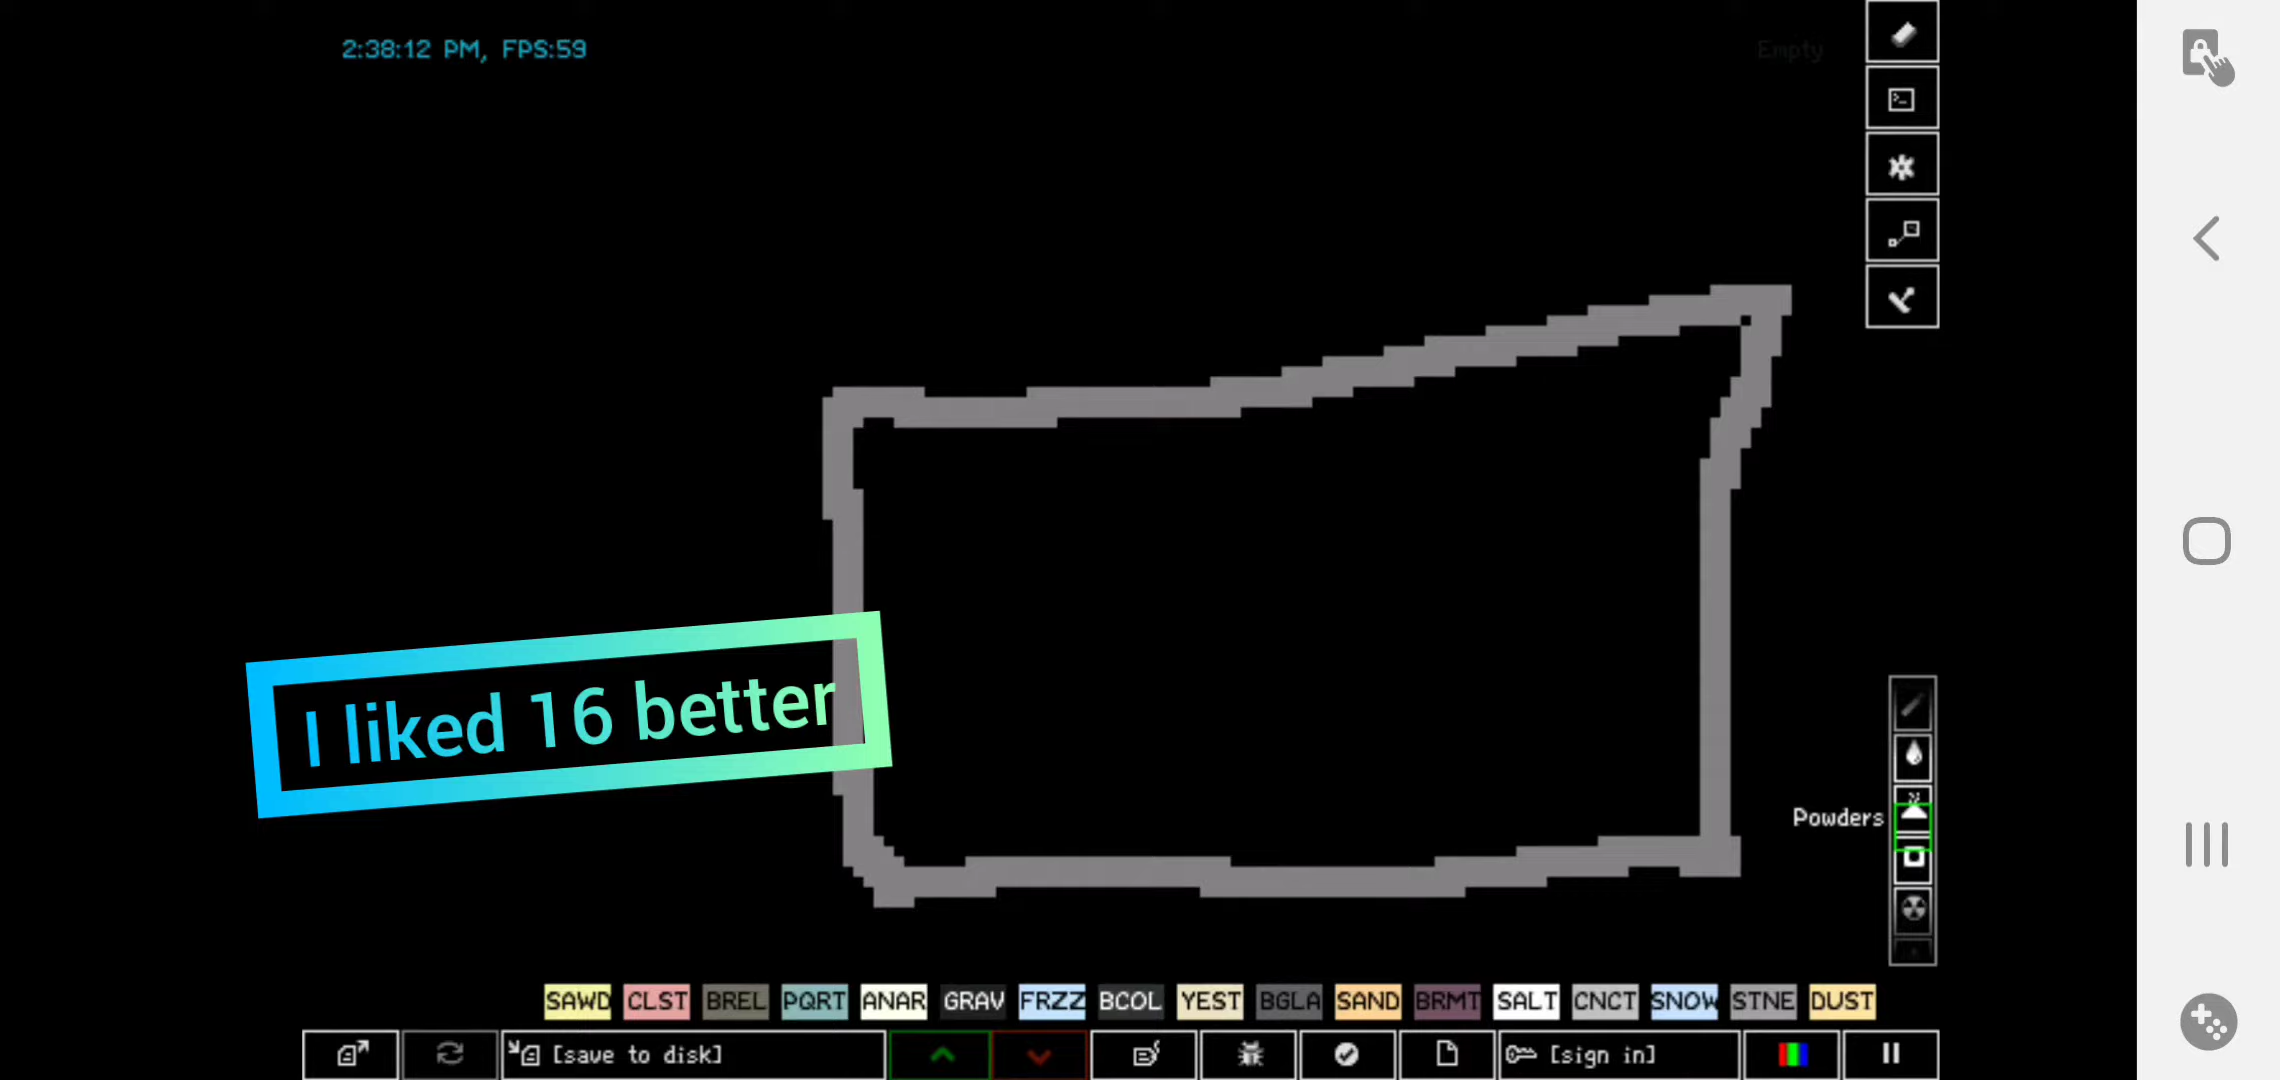 2:38:12 PM, FPS:59
Empty
I liked 16 better
Powders
SAWD CLST BREL PQRT ANAR GRAV FRZZ BCOL YEST BGLA SAND BRMT SALT CNCT SNOW STNE DUST
[save to disk] [sign in]